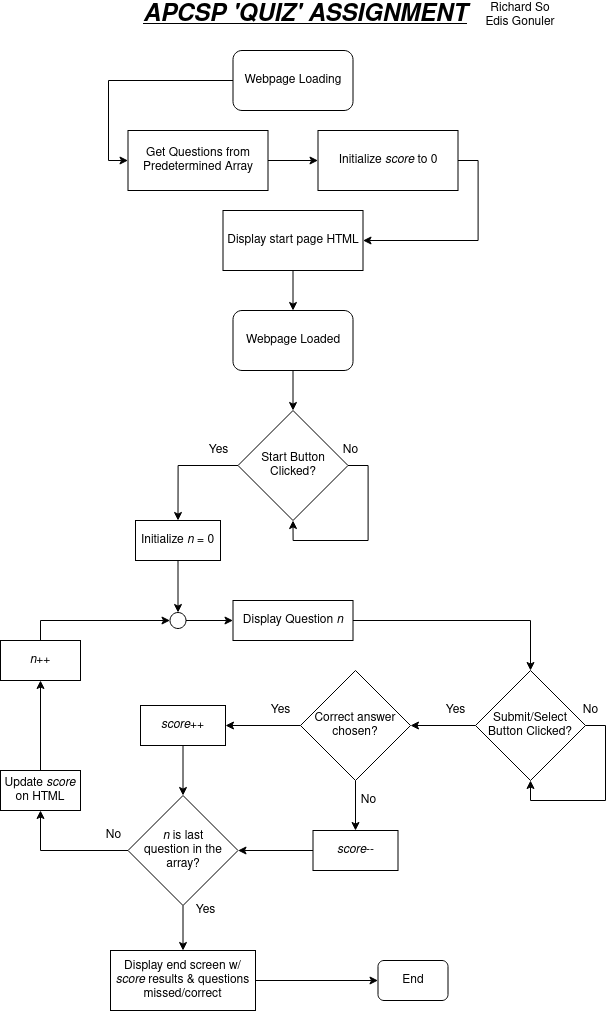 APCSP 'QUIZ' ASSIGNMENT
Richard So
Edis Gonuler
Webpage Loading
Get Questions from
Predetermined Array
Initialize score to 0
Display start page HTML
Webpage Loaded
Yes
Start Button
Clicked?
No
Initialize n = 0
Display Question n
n++
score++
Yes
Correct answer
chosen?
Yes
Submit/Select
Button Clicked?
No
Update score
on HTML
No
No
n is last
question in the
array?
score--
Yes
Display end screen w/
score results & questions
missed/correct
End